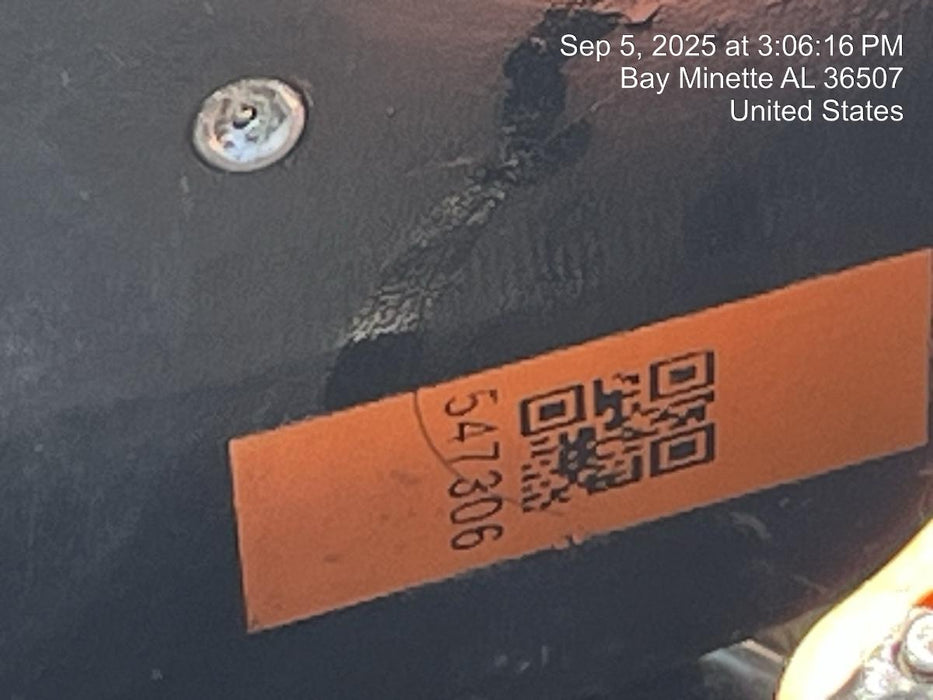 Sep 5, 2025 at 3:06:16 PM
Bay Minette AL 36507
United States
547306